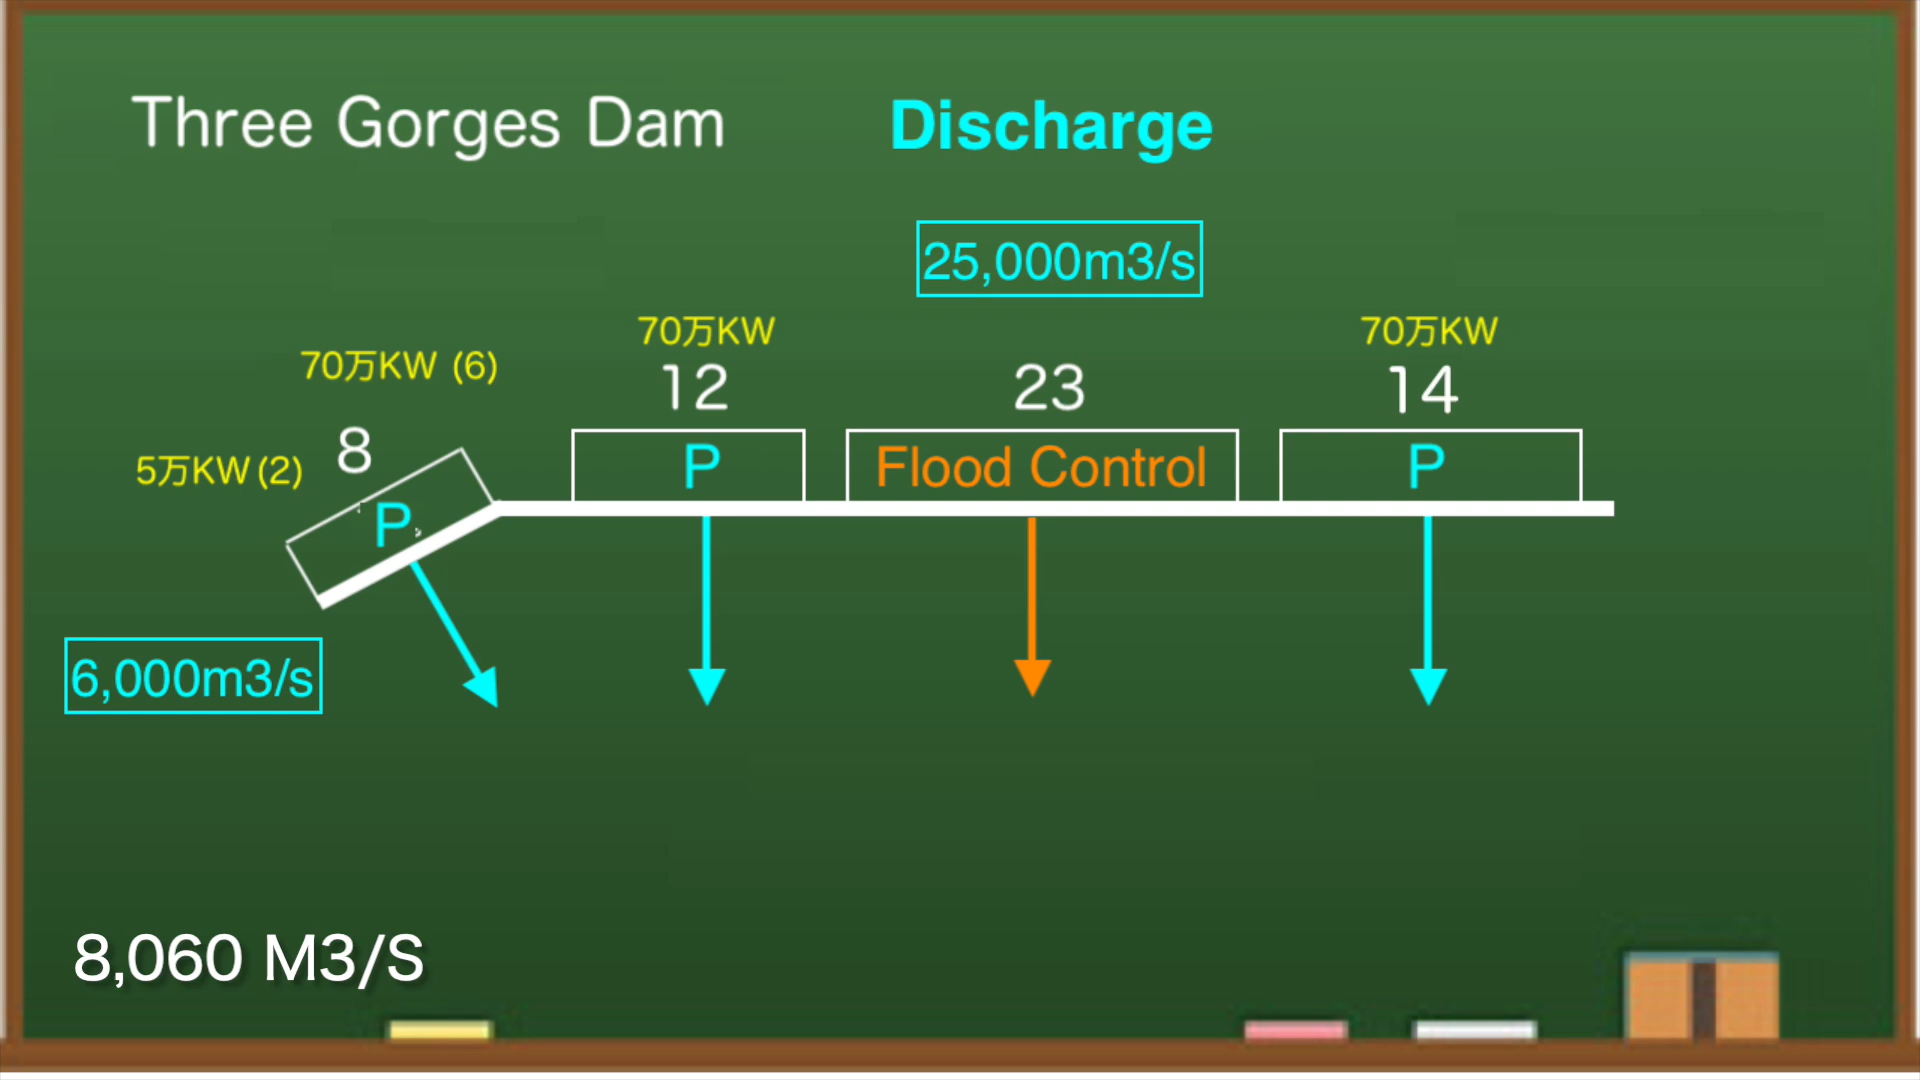 Three Gorges Dam
Discharge
25,000m3/s
70万KW
70万KW
70万KW (6)
12
23
14
8
5万KW(2)
P
Flood Control
P
P
6,000m3/s
8,060 M3/S